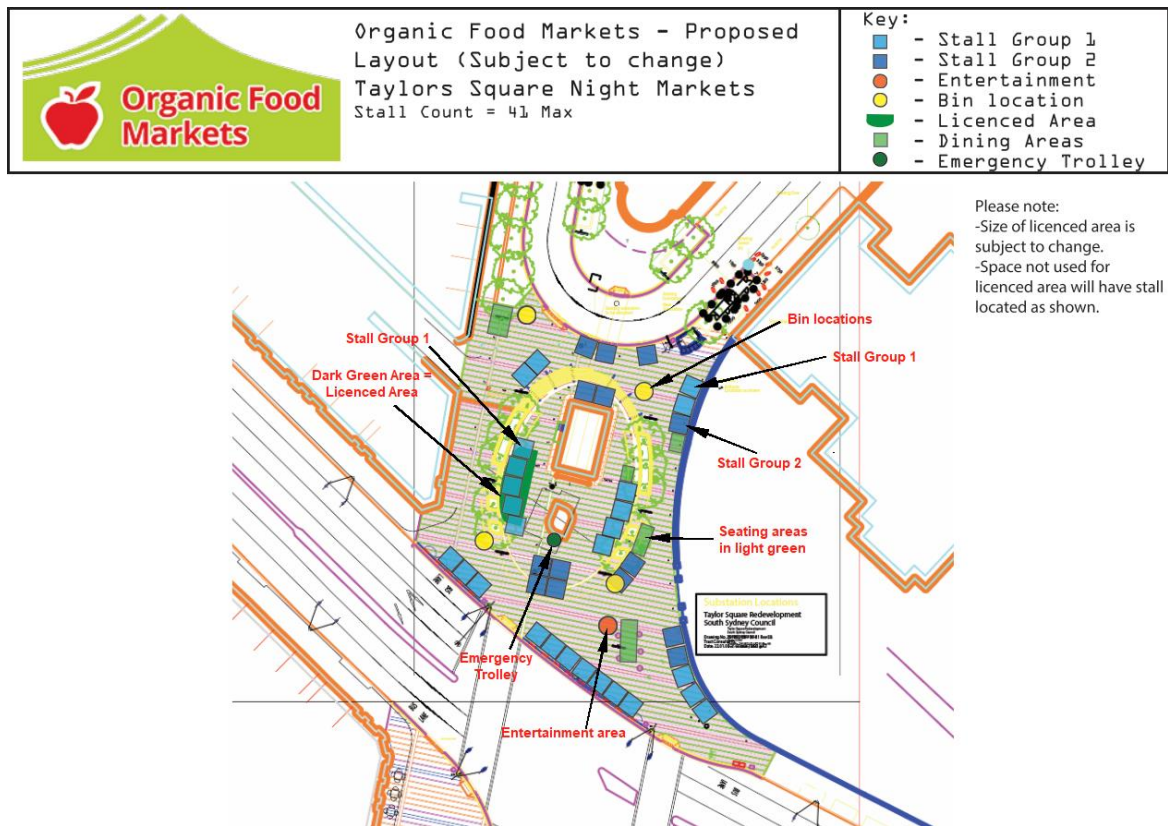 Organic Food
Markets
Organic Food Markets - Proposed
Layout (Subject to change)
Taylors Square Night Markets
Stall Count = 41 Max
Key:
- Stall Group 1
- Stall Group 2
- Entertainment
- Bin location
- Licenced Area
- Dining Areas
- Emergency Trolley
Please note:
-Size of licenced area is
subject to change.
-Space not used for
licenced area will have stall
located as shown.
Bin locations
Stall Group 1
Stall Group 1
Dark Green Area =
Licenced Area
Stall Group 2
Seating areas
in light green
Substation Locations
Taylor Square Redevelopment
South Sydney Council
Emergency
Trolley
Entertainment area